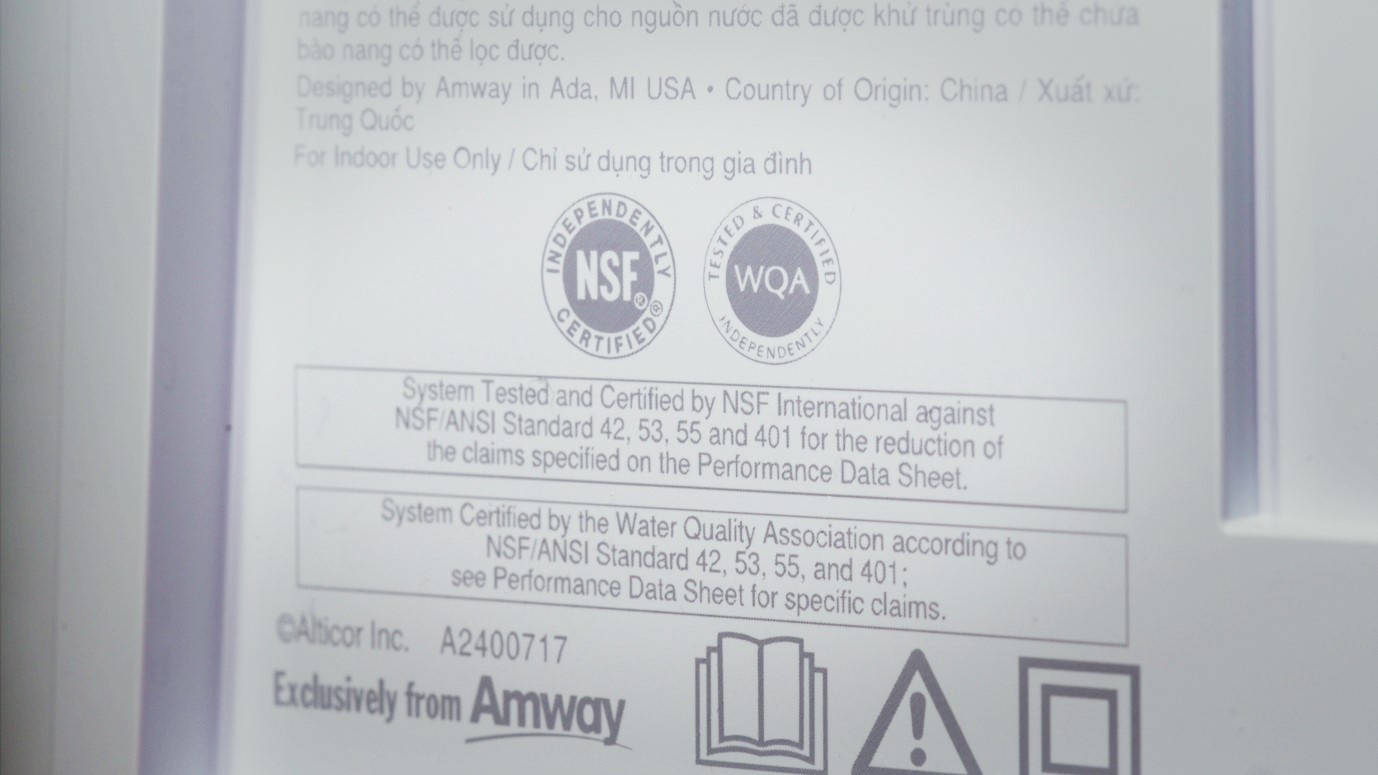 nang có thể được sử dụng cho nguồn nước đã được khử trùng có thể chứa
bào nang có thể lọc được.
Designed by Amway in Ada, MI USA • Country of Origin: China / Xuất xứ:
Trung Quốc
For Indoor Use Only / Chỉ sử dụng trong gia đình
INDEPENDENTLY
NSF®
CERTIFIED®
TESTED & CERTIFIED
WQA
INDEPENDENTLY
System Tested and Certified by NSF International against
NSF/ANSI Standard 42, 53, 55 and 401 for the reduction of
the claims specified on the Performance Data Sheet.
System Certified by the Water Quality Association according to
NSF/ANSI Standard 42, 53, 55, and 401;
see Performance Data Sheet for specific claims.
©Alticor Inc. A2400717
Exclusively from Amway